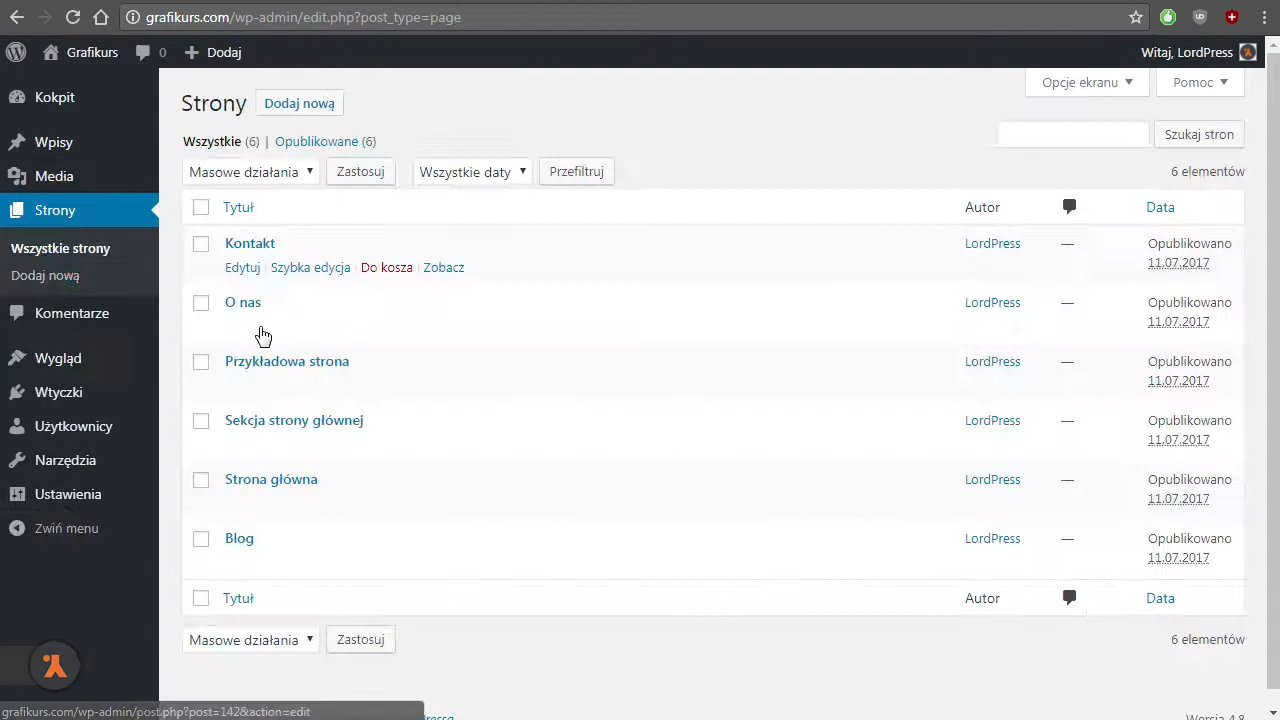 grafikurs.com/wp-admin/edit.php?post_type=page
Grafikurs 0 Dodaj Witaj, LordPress
Kokpit
Wpisy
Media
Strony
Wszystkie strony
Dodaj nową
Komentarze
Wygląd
Wtyczki
Użytkownicy
Narzędzia
Ustawienia
Zwiń menu
Opcje ekranu Pomoc
Strony Dodaj nową
Wszystkie (6) | Opublikowane (6) Szukaj stron
Masowe działania Zastosuj Wszystkie daty Przefiltruj 6 elementów
Tytuł Autor Data
Kontakt LordPress — Opublikowano
Edytuj | Szybka edycja | Do kosza | Zobacz 11.07.2017
O nas LordPress — Opublikowano
11.07.2017
Przykładowa strona LordPress — Opublikowano
11.07.2017
Sekcja strony głównej LordPress — Opublikowano
11.07.2017
Strona główna LordPress — Opublikowano
11.07.2017
Blog LordPress — Opublikowano
11.07.2017
Tytuł Autor Data
Masowe działania Zastosuj 6 elementów
grafikurs.com/wp-admin/post.php?post=142&action=edit
Wersja 4.8